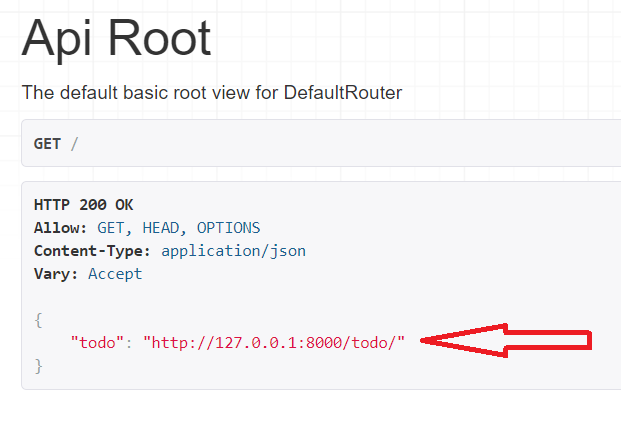 Api Root
The default basic root view for DefaultRouter
GET /
HTTP 200 OK
Allow: GET, HEAD, OPTIONS
Content-Type: application/json
Vary: Accept
{
    "todo": "http://127.0.0.1:8000/todo/"
}